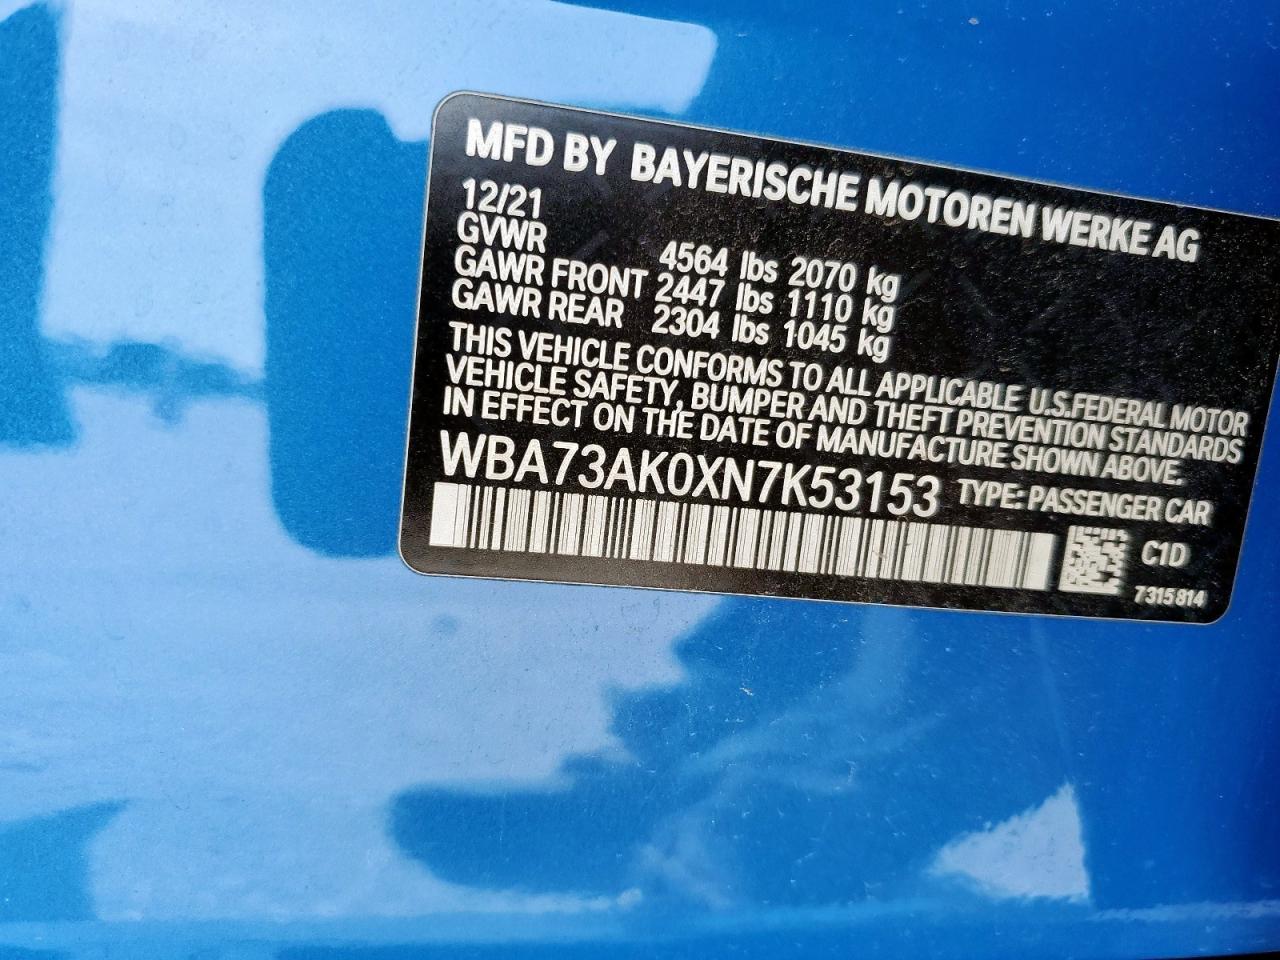 MFD BY BAYERISCHE MOTOREN WERKE AG
12/21
GVWR 4564 lbs 2070 kg
GAWR FRONT 2447 lbs 1110 kg
GAWR REAR 2304 lbs 1045 kg
THIS VEHICLE CONFORMS TO ALL APPLICABLE U.S.FEDERAL MOTOR
VEHICLE SAFETY, BUMPER AND THEFT PREVENTION STANDARDS
IN EFFECT ON THE DATE OF MANUFACTURE SHOWN ABOVE.
WBA73AK0XN7K53153 TYPE: PASSENGER CAR
C1D
7315814